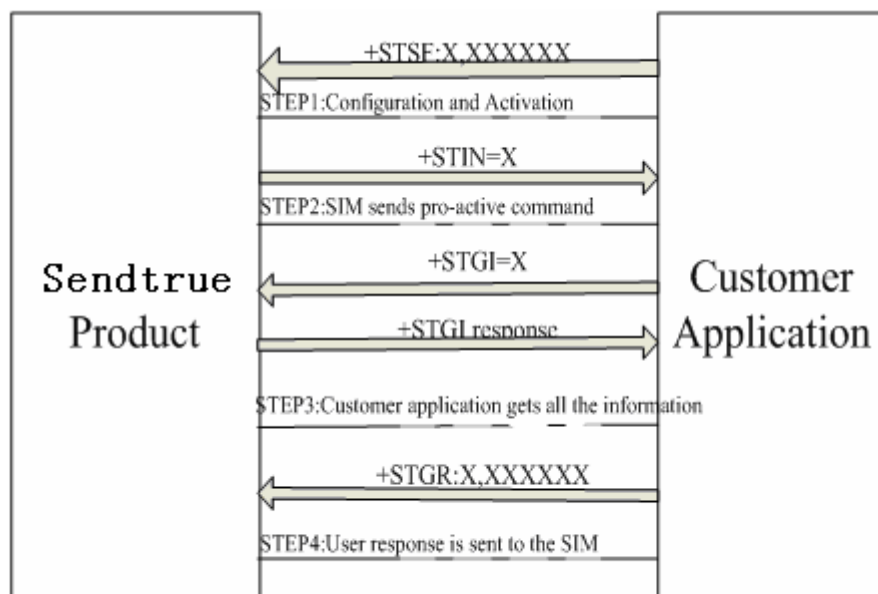 +STSF:X,XXXXXX
STEP1:Configuration and Activation
+STIN=X
STEP2:SIM sends pro-active command
+STGI=X
Sendtrue
Product
Customer
Application
+STGI response
STEP3:Customer application gets all the information
+STGR:X,XXXXXX
STEP4:User response is sent to the SIM